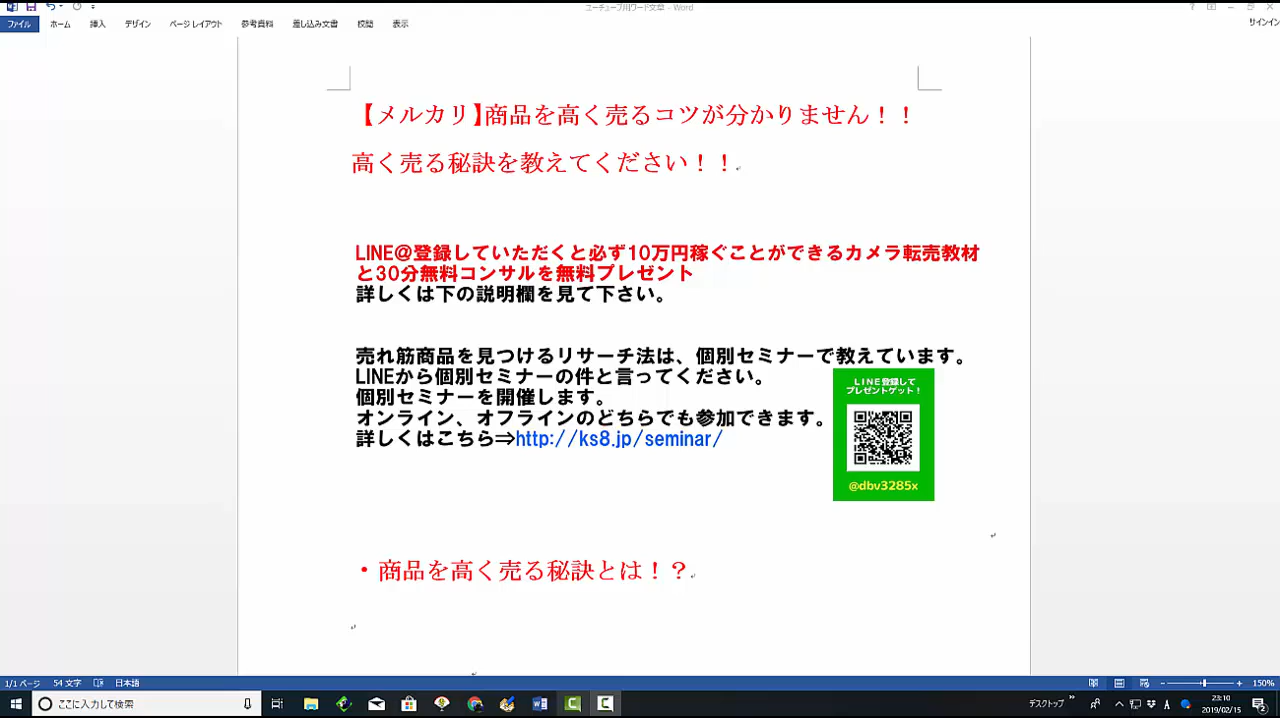 ユーチューブ用ワード文章 - Word
ファイル ホーム 挿入 デザイン ページ レイアウト 参考資料 差し込み文書 校閲 表示
サインイン
【メルカリ】商品を高く売るコツが分かりません！！
高く売る秘訣を教えてください！！
LINE@登録していただくと必ず10万円稼ぐことができるカメラ転売教材
と30分無料コンサルを無料プレゼント
詳しくは下の説明欄を見て下さい。
売れ筋商品を見つけるリサーチ法は、個別セミナーで教えています。
LINEから個別セミナーの件と言ってください。
個別セミナーを開催します。
オンライン、オフラインのどちらでも参加できます。
詳しくはこちら⇒http://ks8.jp/seminar/
LINE登録して
プレゼントゲット！
@dbv3285x
・商品を高く売る秘訣とは！？
1/1 ページ 54 文字 日本語
150%
ここに入力して検索
デスクトップ
23:10
2019/02/15